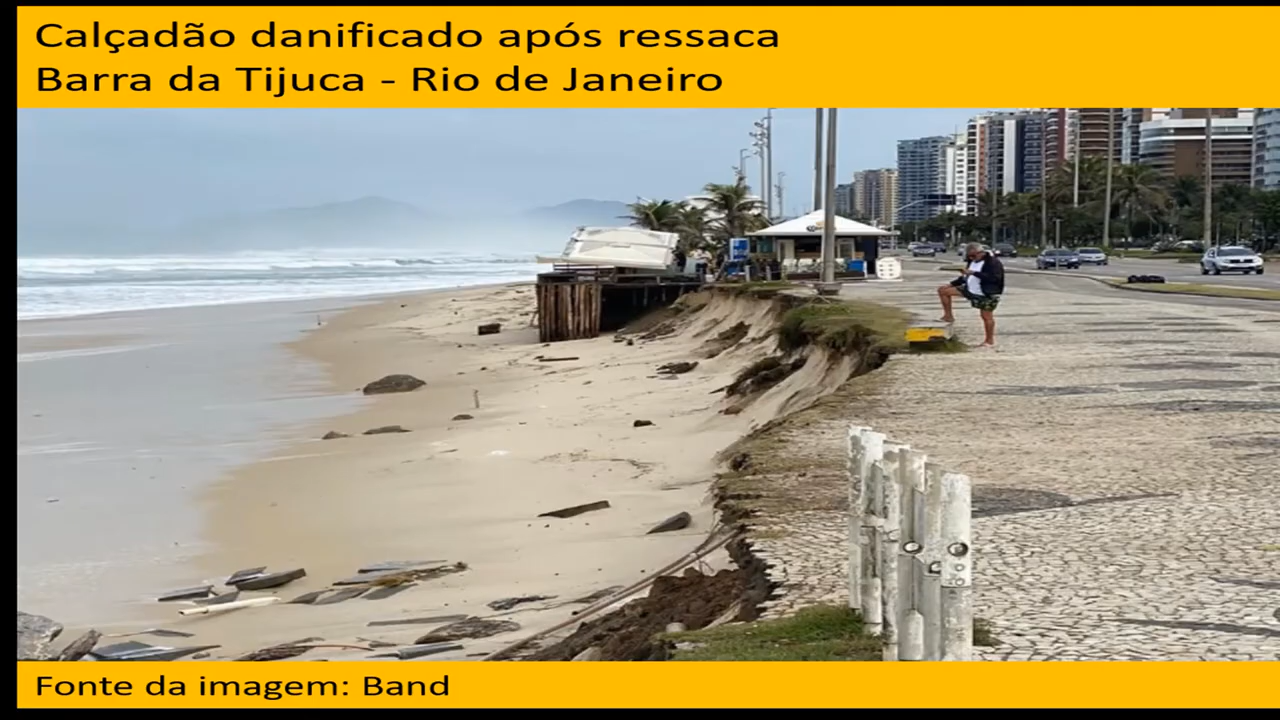 Calçadão danificado após ressaca
Barra da Tijuca - Rio de Janeiro
Fonte da imagem: Band